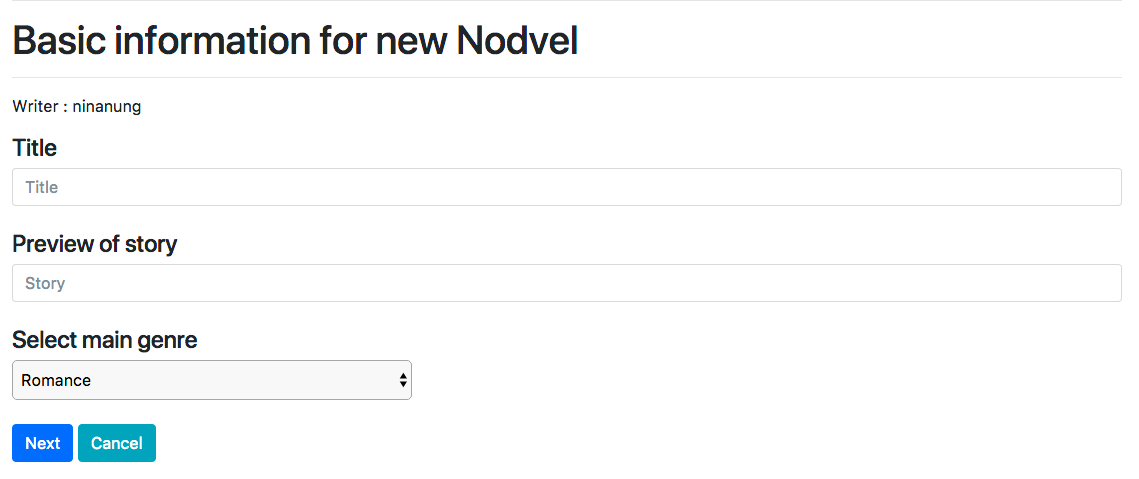 Basic information for new Nodvel
Writer : ninanung
Title
Title
Preview of story
Story
Select main genre
Romance
Next Cancel